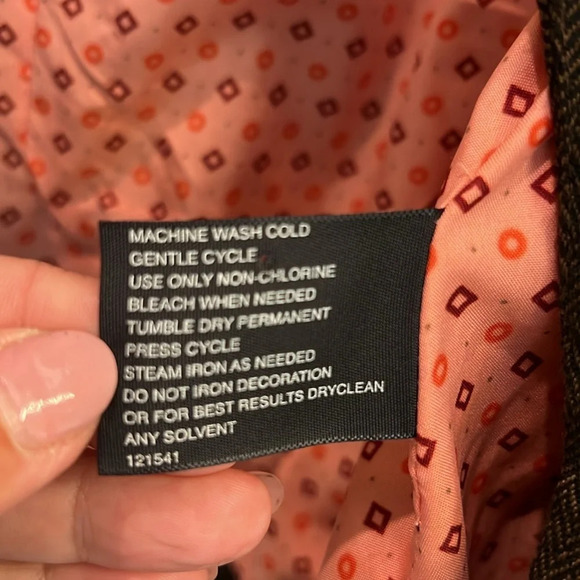 MACHINE WASH COLD
GENTLE CYCLE
USE ONLY NON-CHLORINE
BLEACH WHEN NEEDED
TUMBLE DRY PERMANENT
PRESS CYCLE
STEAM IRON AS NEEDED
DO NOT IRON DECORATION
OR FOR BEST RESULTS DRYCLEAN
ANY SOLVENT
121541